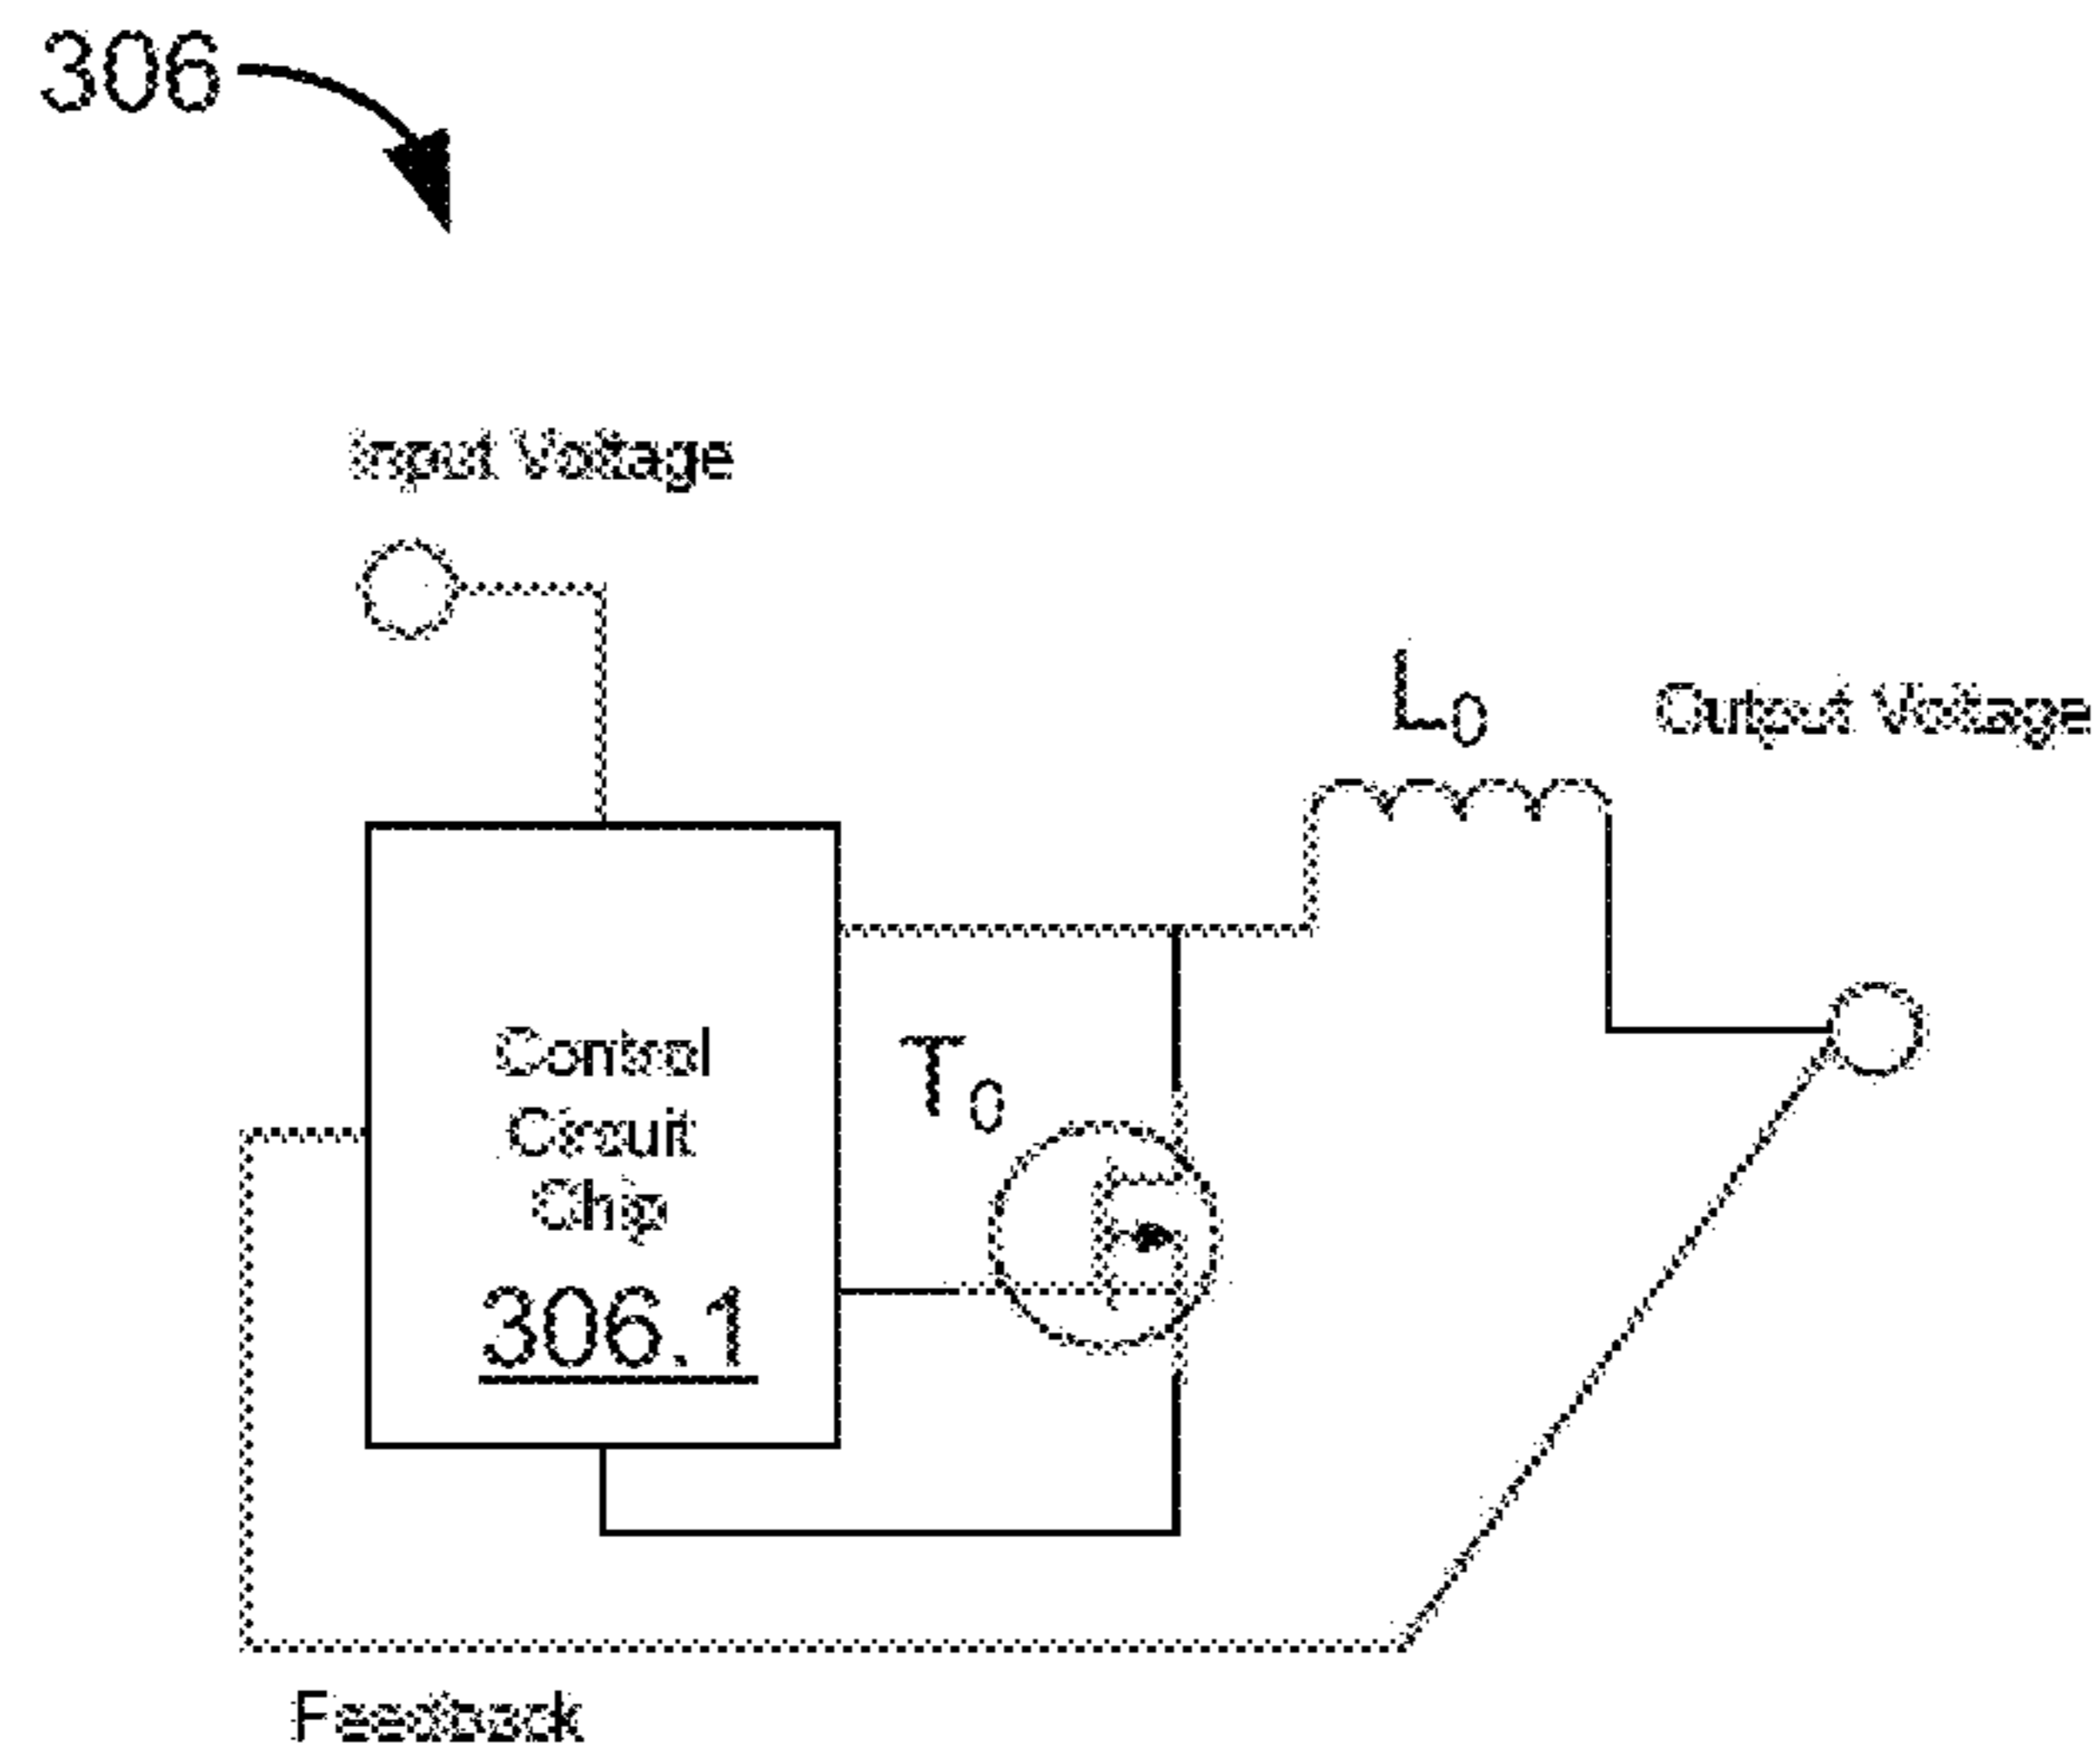 306
Input Voltage
L0
Output Voltage
T0
Control
Circuit
Chip
306.1
Feedback